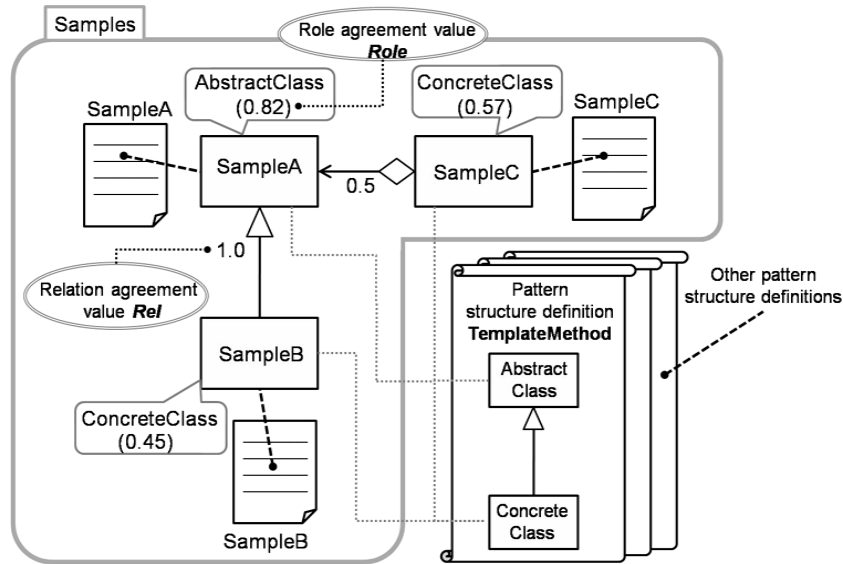 Samples
Role agreement value
Role
AbstractClass
(0.82)
ConcreteClass
(0.57)
SampleA
SampleC
SampleA
SampleC
0.5
1.0
Relation agreement
value Rel
SampleB
ConcreteClass
(0.45)
SampleB
Pattern
structure definition
TemplateMethod
Abstract
Class
Concrete
Class
Other pattern
structure definitions